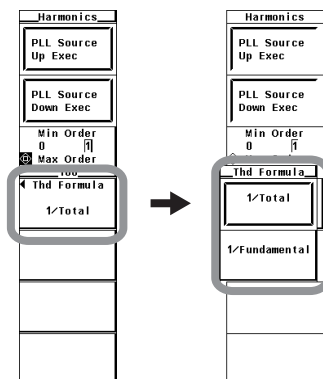 Harmonics
PLL Source
Up Exec
PLL Source
Down Exec
Min Order
0 1
Max Order
Thd Formula
1/Total
Harmonics
PLL Source
Up Exec
PLL Source
Down Exec
Min Order
0 1
Thd Formula
1/Total
1/Fundamental